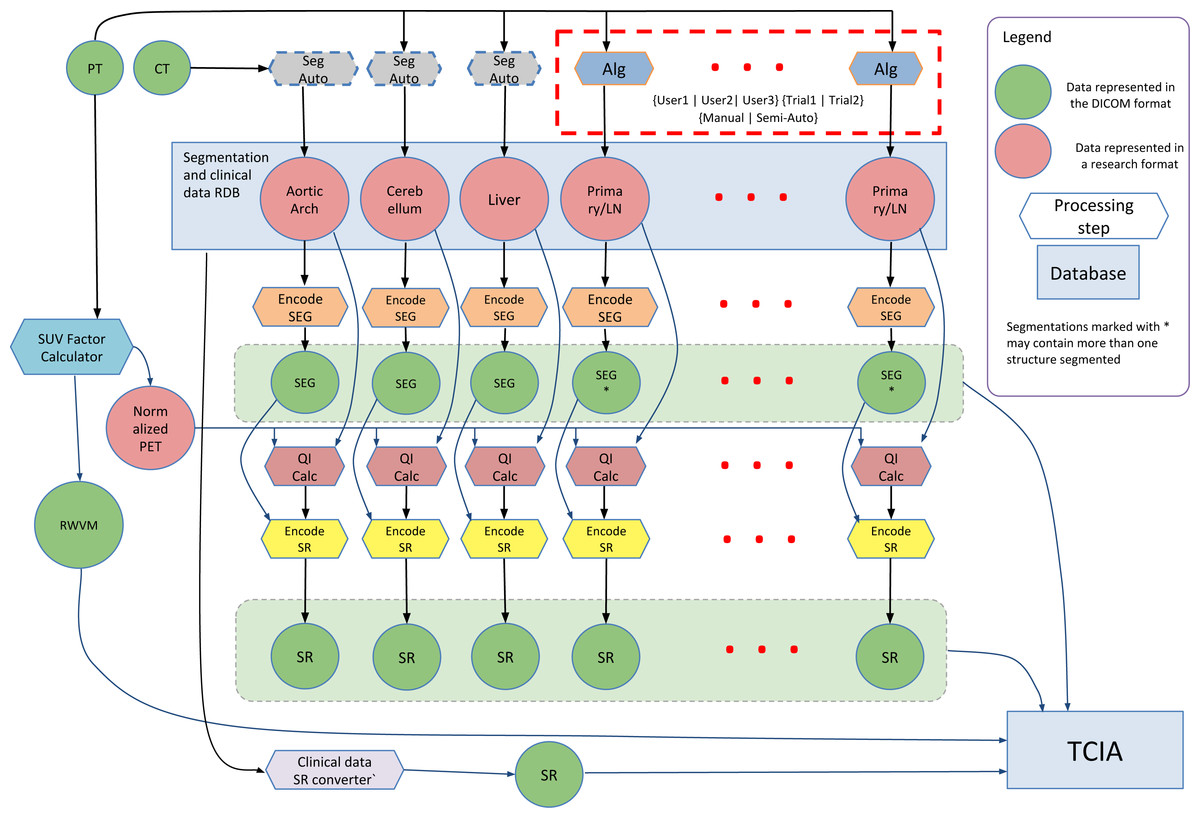 PT
CT
Seg
Auto
Seg
Auto
Seg
Auto
Alg
Alg
{User1 | User2| User3} {Trial1 | Trial2}
{Manual | Semi-Auto}
Legend
Data represented in
the DICOM format
Data represented in
a research format
Processing
step
Database
Segmentations marked with *
may contain more than one
structure segmented
Segmentation
and clinical
data RDB
Aortic
Arch
Cereb
ellum
Liver
Prima
ry/LN
Prima
ry/LN
Encode
SEG
Encode
SEG
Encode
SEG
Encode
SEG
Encode
SEG
SUV Factor
Calculator
SEG
SEG
SEG
SEG
*
SEG
*
Norm
alized
PET
QI
Calc
QI
Calc
QI
Calc
QI
Calc
QI
Calc
RWVM
Encode
SR
Encode
SR
Encode
SR
Encode
SR
Encode
SR
SR
SR
SR
SR
SR
TCIA
Clinical data
SR converter`
SR